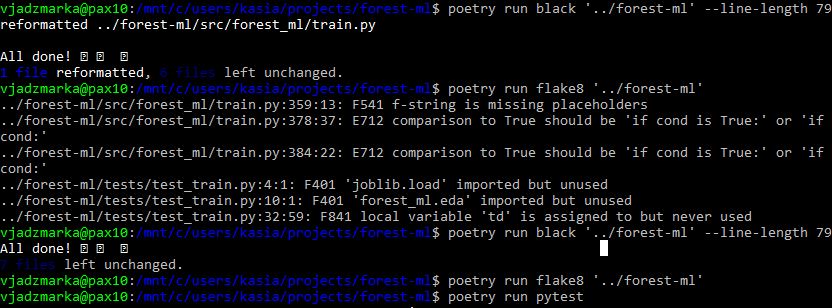 vjadzmarka@pax10:/mnt/c/users/kasia/projects/forest-ml$ poetry run black '../forest-ml' --line-length 79
reformatted ../forest-ml/src/forest_ml/train.py
All done!
1 file reformatted, 6 files left unchanged.
vjadzmarka@pax10:/mnt/c/users/kasia/projects/forest-ml$ poetry run flake8 '../forest-ml'
../forest-ml/src/forest_ml/train.py:359:13: F541 f-string is missing placeholders
../forest-ml/src/forest_ml/train.py:378:37: E712 comparison to True should be 'if cond is True:' or 'if
cond:'
../forest-ml/src/forest_ml/train.py:384:22: E712 comparison to True should be 'if cond is True:' or 'if
cond:'
../forest-ml/tests/test_train.py:4:1: F401 'joblib.load' imported but unused
../forest-ml/tests/test_train.py:10:1: F401 'forest_ml.eda' imported but unused
../forest-ml/tests/test_train.py:32:59: F841 local variable 'td' is assigned to but never used
vjadzmarka@pax10:/mnt/c/users/kasia/projects/forest-ml$ poetry run black '../forest-ml' --line-length 79
All done!
7 files left unchanged.
vjadzmarka@pax10:/mnt/c/users/kasia/projects/forest-ml$ poetry run flake8 '../forest-ml'
vjadzmarka@pax10:/mnt/c/users/kasia/projects/forest-ml$ poetry run pytest